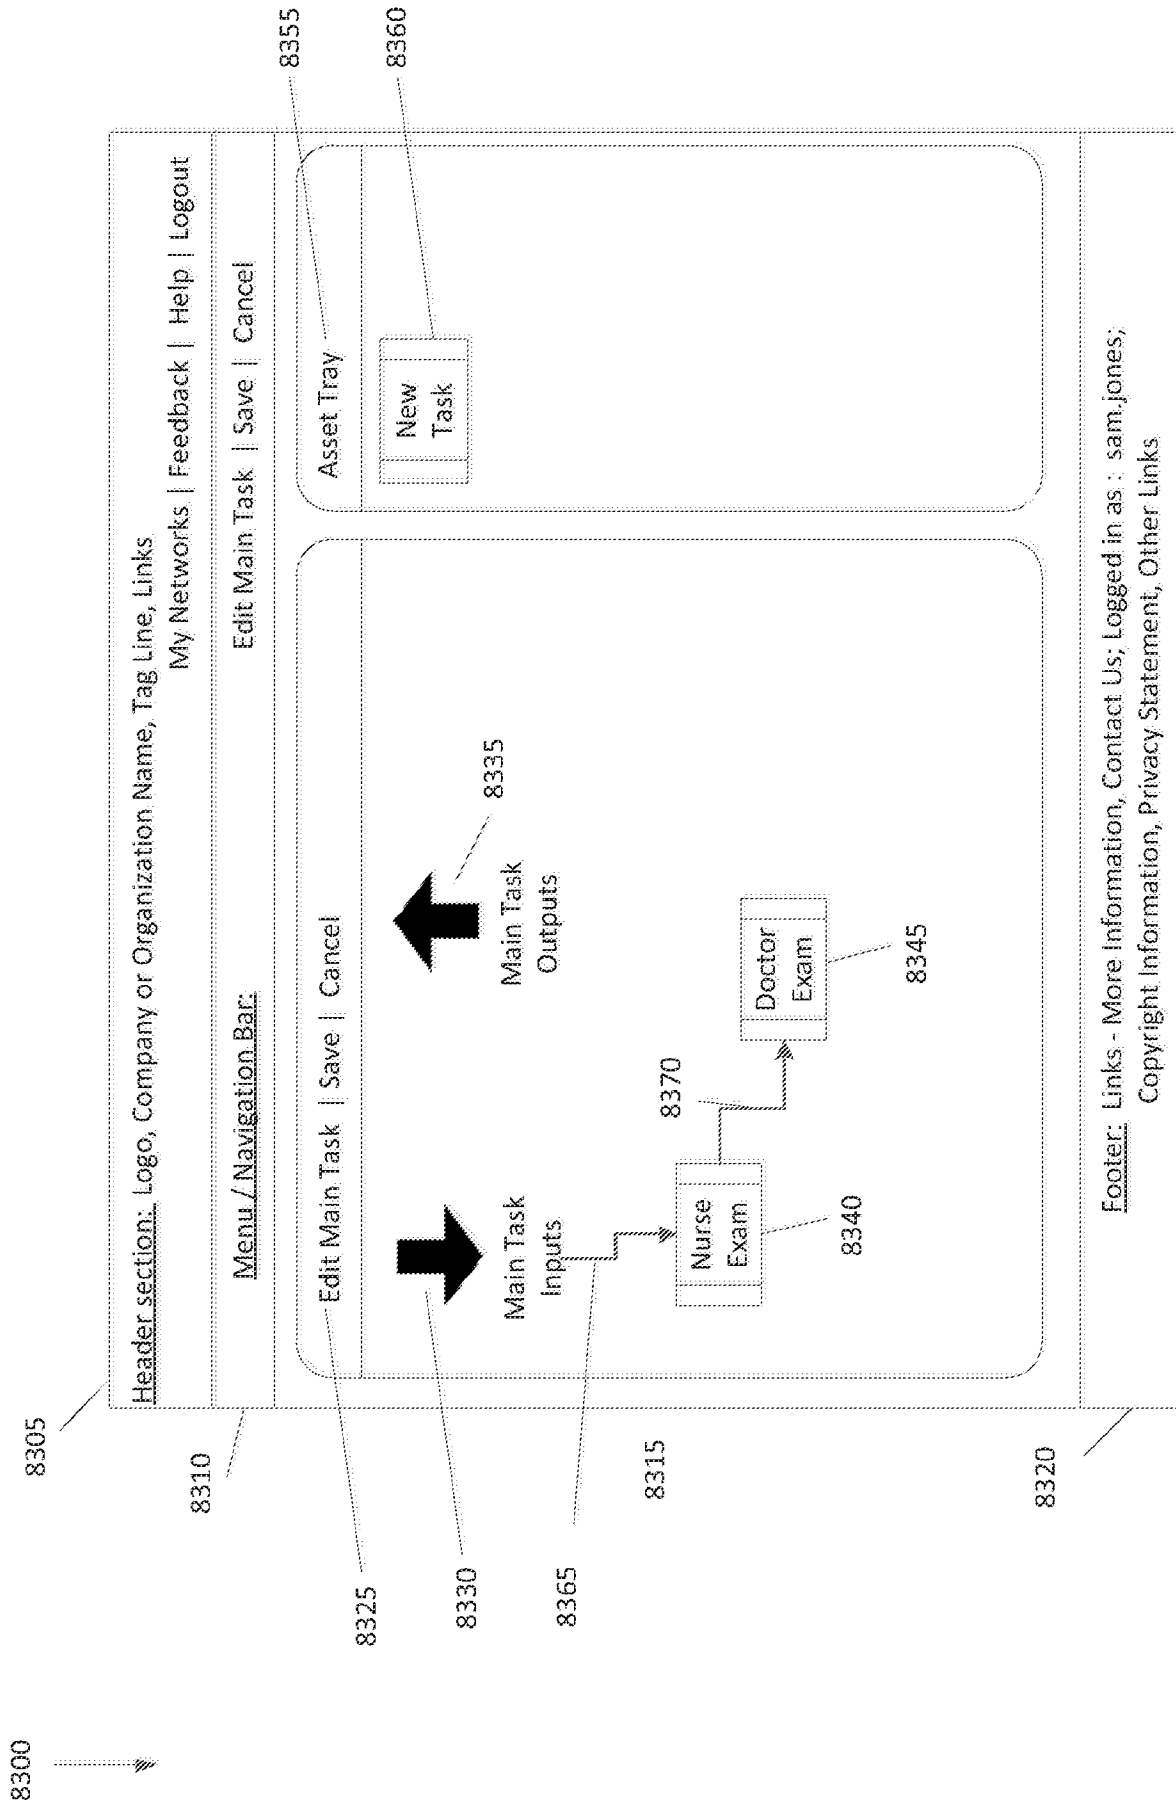 8300
8305
Header section: Logo, Company or Organization Name, Tag Line, Links
My Networks | Feedback | Help | Logout
8310
Menu / Navigation Bar:
Edit Main Task | Save | Cancel
8325
Edit Main Task | Save | Cancel
8330
Main Task
Inputs
8335
Main Task
Outputs
8365
8315
Nurse
Exam
8340
8370
Doctor
Exam
8345
Asset Tray
8355
New
Task
8360
8320
Footer: Links - More Information, Contact Us; Logged in as : sam.jones;
Copyright Information, Privacy Statement, Other Links